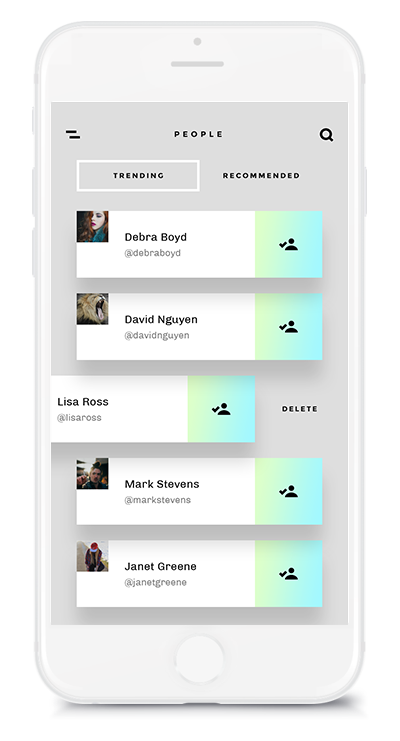 PEOPLE
TRENDING
RECOMMENDED
Debra Boyd
@debraboyd
David Nguyen
@davidnguyen
Lisa Ross
@lisaross
DELETE
Mark Stevens
@markstevens
Janet Greene
@janetgreene